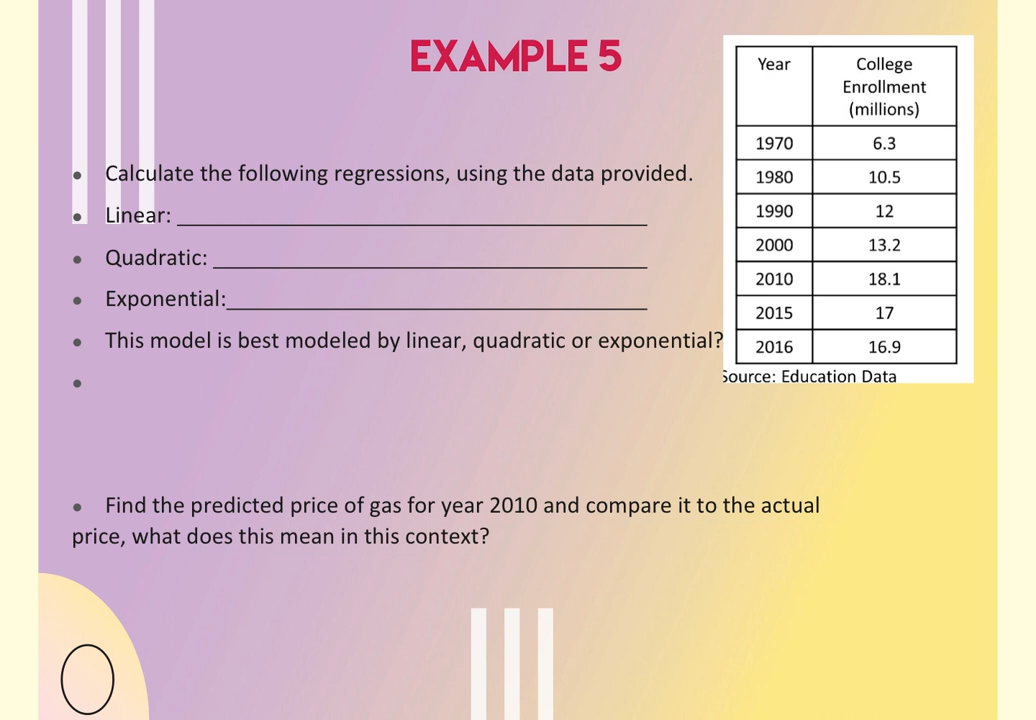 EXAMPLE 5
• Calculate the following regressions, using the data provided.
• Linear: ____________________
• Quadratic: ____________________
• Exponential:____________________
• This model is best modeled by linear, quadratic or exponential?
•
• Find the predicted price of gas for year 2010 and compare it to the actual
price, what does this mean in this context?
Year College
Enrollment
(millions)
1970 6.3
1980 10.5
1990 12
2000 13.2
2010 18.1
2015 17
2016 16.9
Source: Education Data